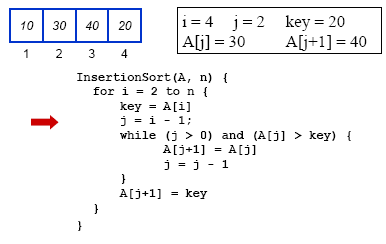 10 30 40 20
1 2 3 4
i = 4 j = 2 key = 20
A[j] = 30 A[j+1] = 40
InsertionSort(A, n) {
for i = 2 to n {
key = A[i]
j = i - 1;
while (j > 0) and (A[j] > key) {
A[j+1] = A[j]
j = j - 1
}
A[j+1] = key
}
}